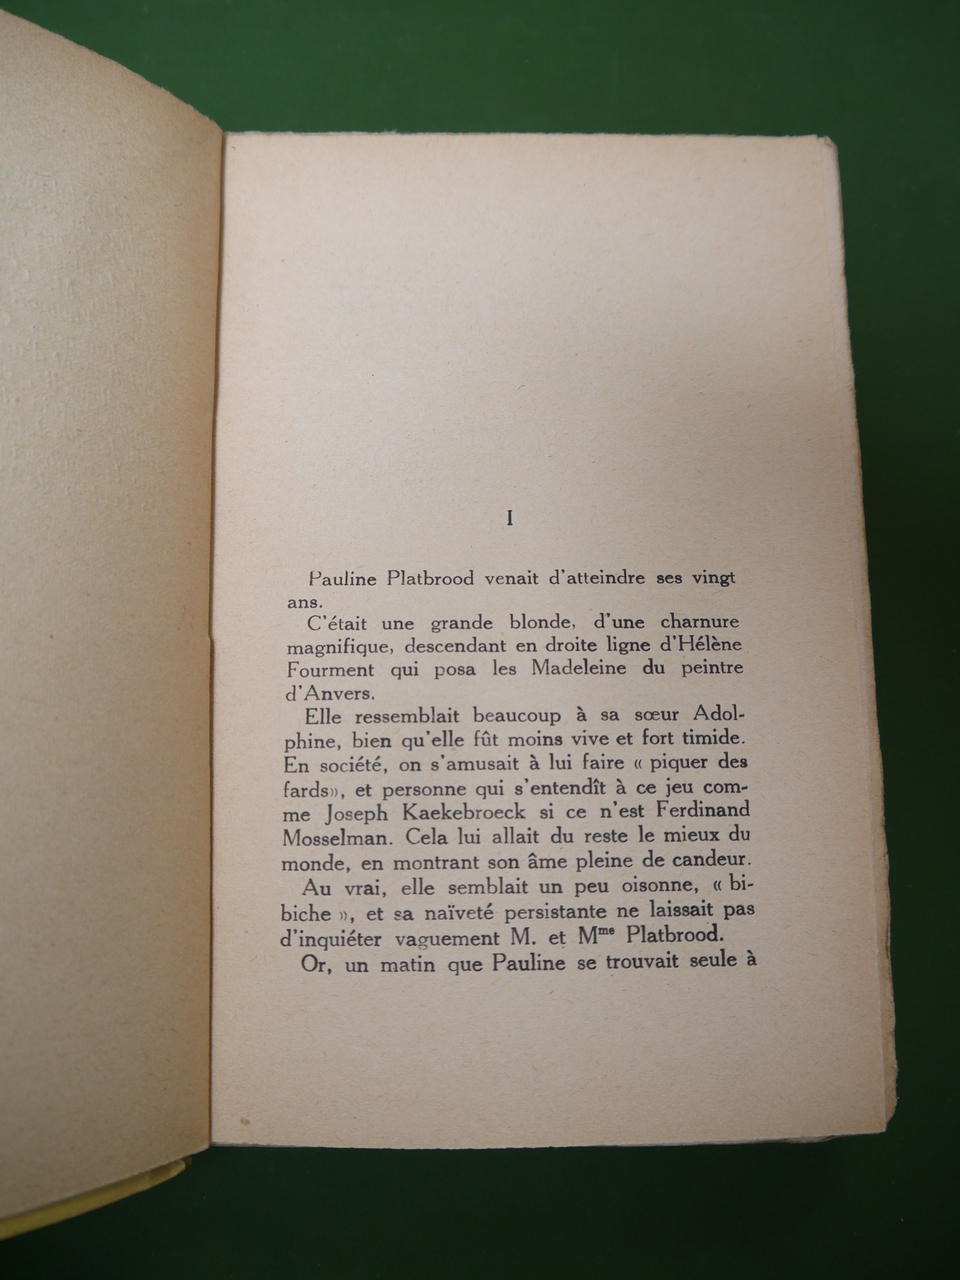 I
Pauline Platbrood venait d'atteindre ses vingt
ans.
C'était une grande blonde, d'une charnure
magnifique, descendant en droite ligne d'Hélène
Fourment qui posa les Madeleine du peintre
d'Anvers.
Elle ressemblait beaucoup à sa sœur Adol-
phine, bien qu'elle fût moins vive et fort timide.
En société, on s'amusait à lui faire « piquer des
fards», et personne qui s'entendît à ce jeu com-
me Joseph Kaekebroeck si ce n'est Ferdinand
Mosselman. Cela lui allait du reste le mieux du
monde, en montrant son âme pleine de candeur.
Au vrai, elle semblait un peu oisonne, « bi-
biche », et sa naïveté persistante ne laissait pas
d'inquiéter vaguement M. et Mme Platbrood.
Or, un matin que Pauline se trouvait seule à